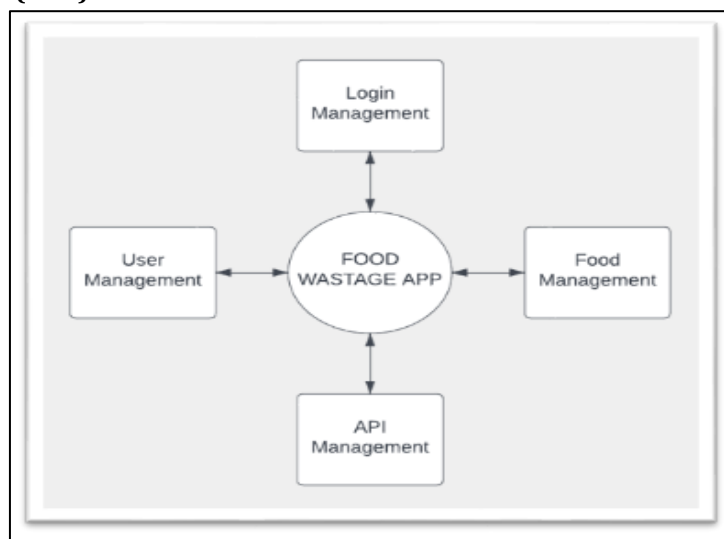 Login
Management
User
Management
FOOD
WASTAGE APP
Food
Management
API
Management